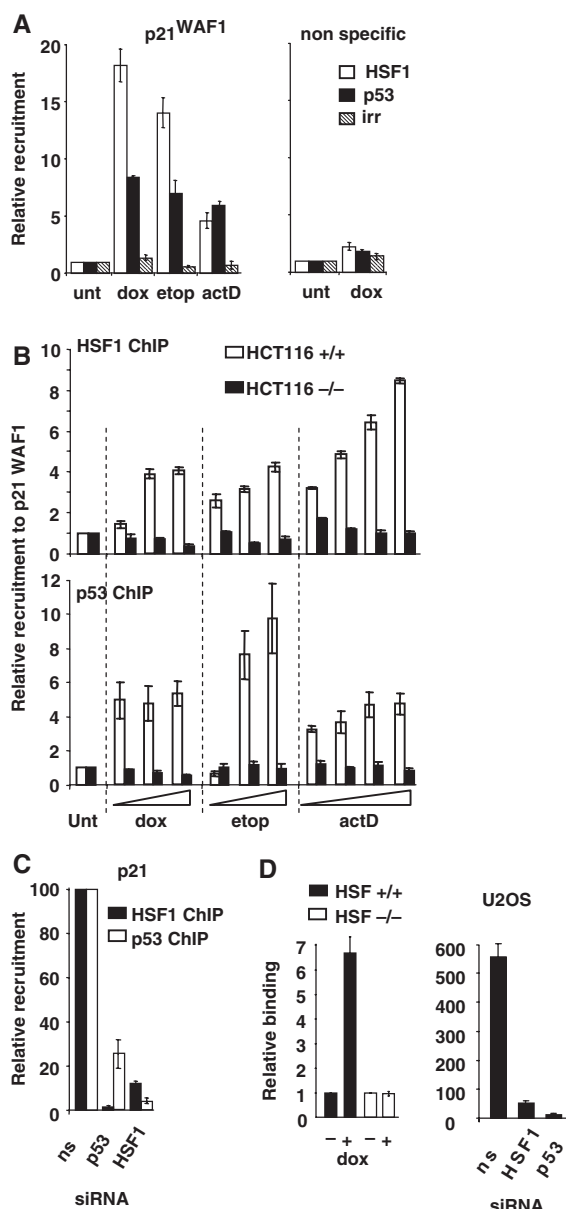 A
p21WAF1
non specific
Relative recruitment
20
15
10
5
0
HSF1
p53
irr
unt dox etop actD
unt dox
B
HSF1 ChIP
HCT116 +/+
HCT116 –/–
Relative recruitment to p21 WAF1
10
8
6
4
2
0
p53 ChIP
12
10
8
6
4
2
0
Unt dox etop actD
C
p21
HSF1 ChIP
p53 ChIP
Relative recruitment
100
80
60
40
20
0
ns p53 HSF1
siRNA
D
HSF +/+
HSF –/–
Relative binding
7
6
5
4
3
2
1
0
– + – +
dox
U2OS
600
500
400
300
200
100
0
ns HSF1 p53
siRNA